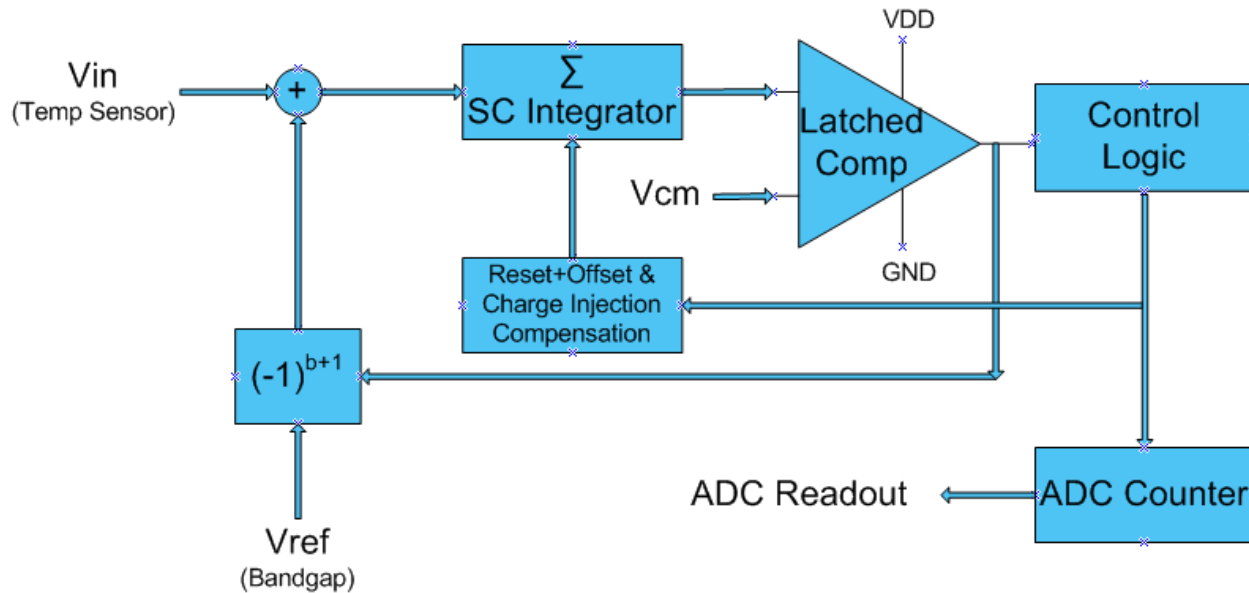 VDD
Vin
(Temp Sensor)
+
Σ
SC Integrator
Latched
Comp
Control
Logic
Vcm
GND
Reset+Offset &
Charge Injection
Compensation
(-1)^{b+1}
ADC Readout
ADC Counter
Vref
(Bandgap)